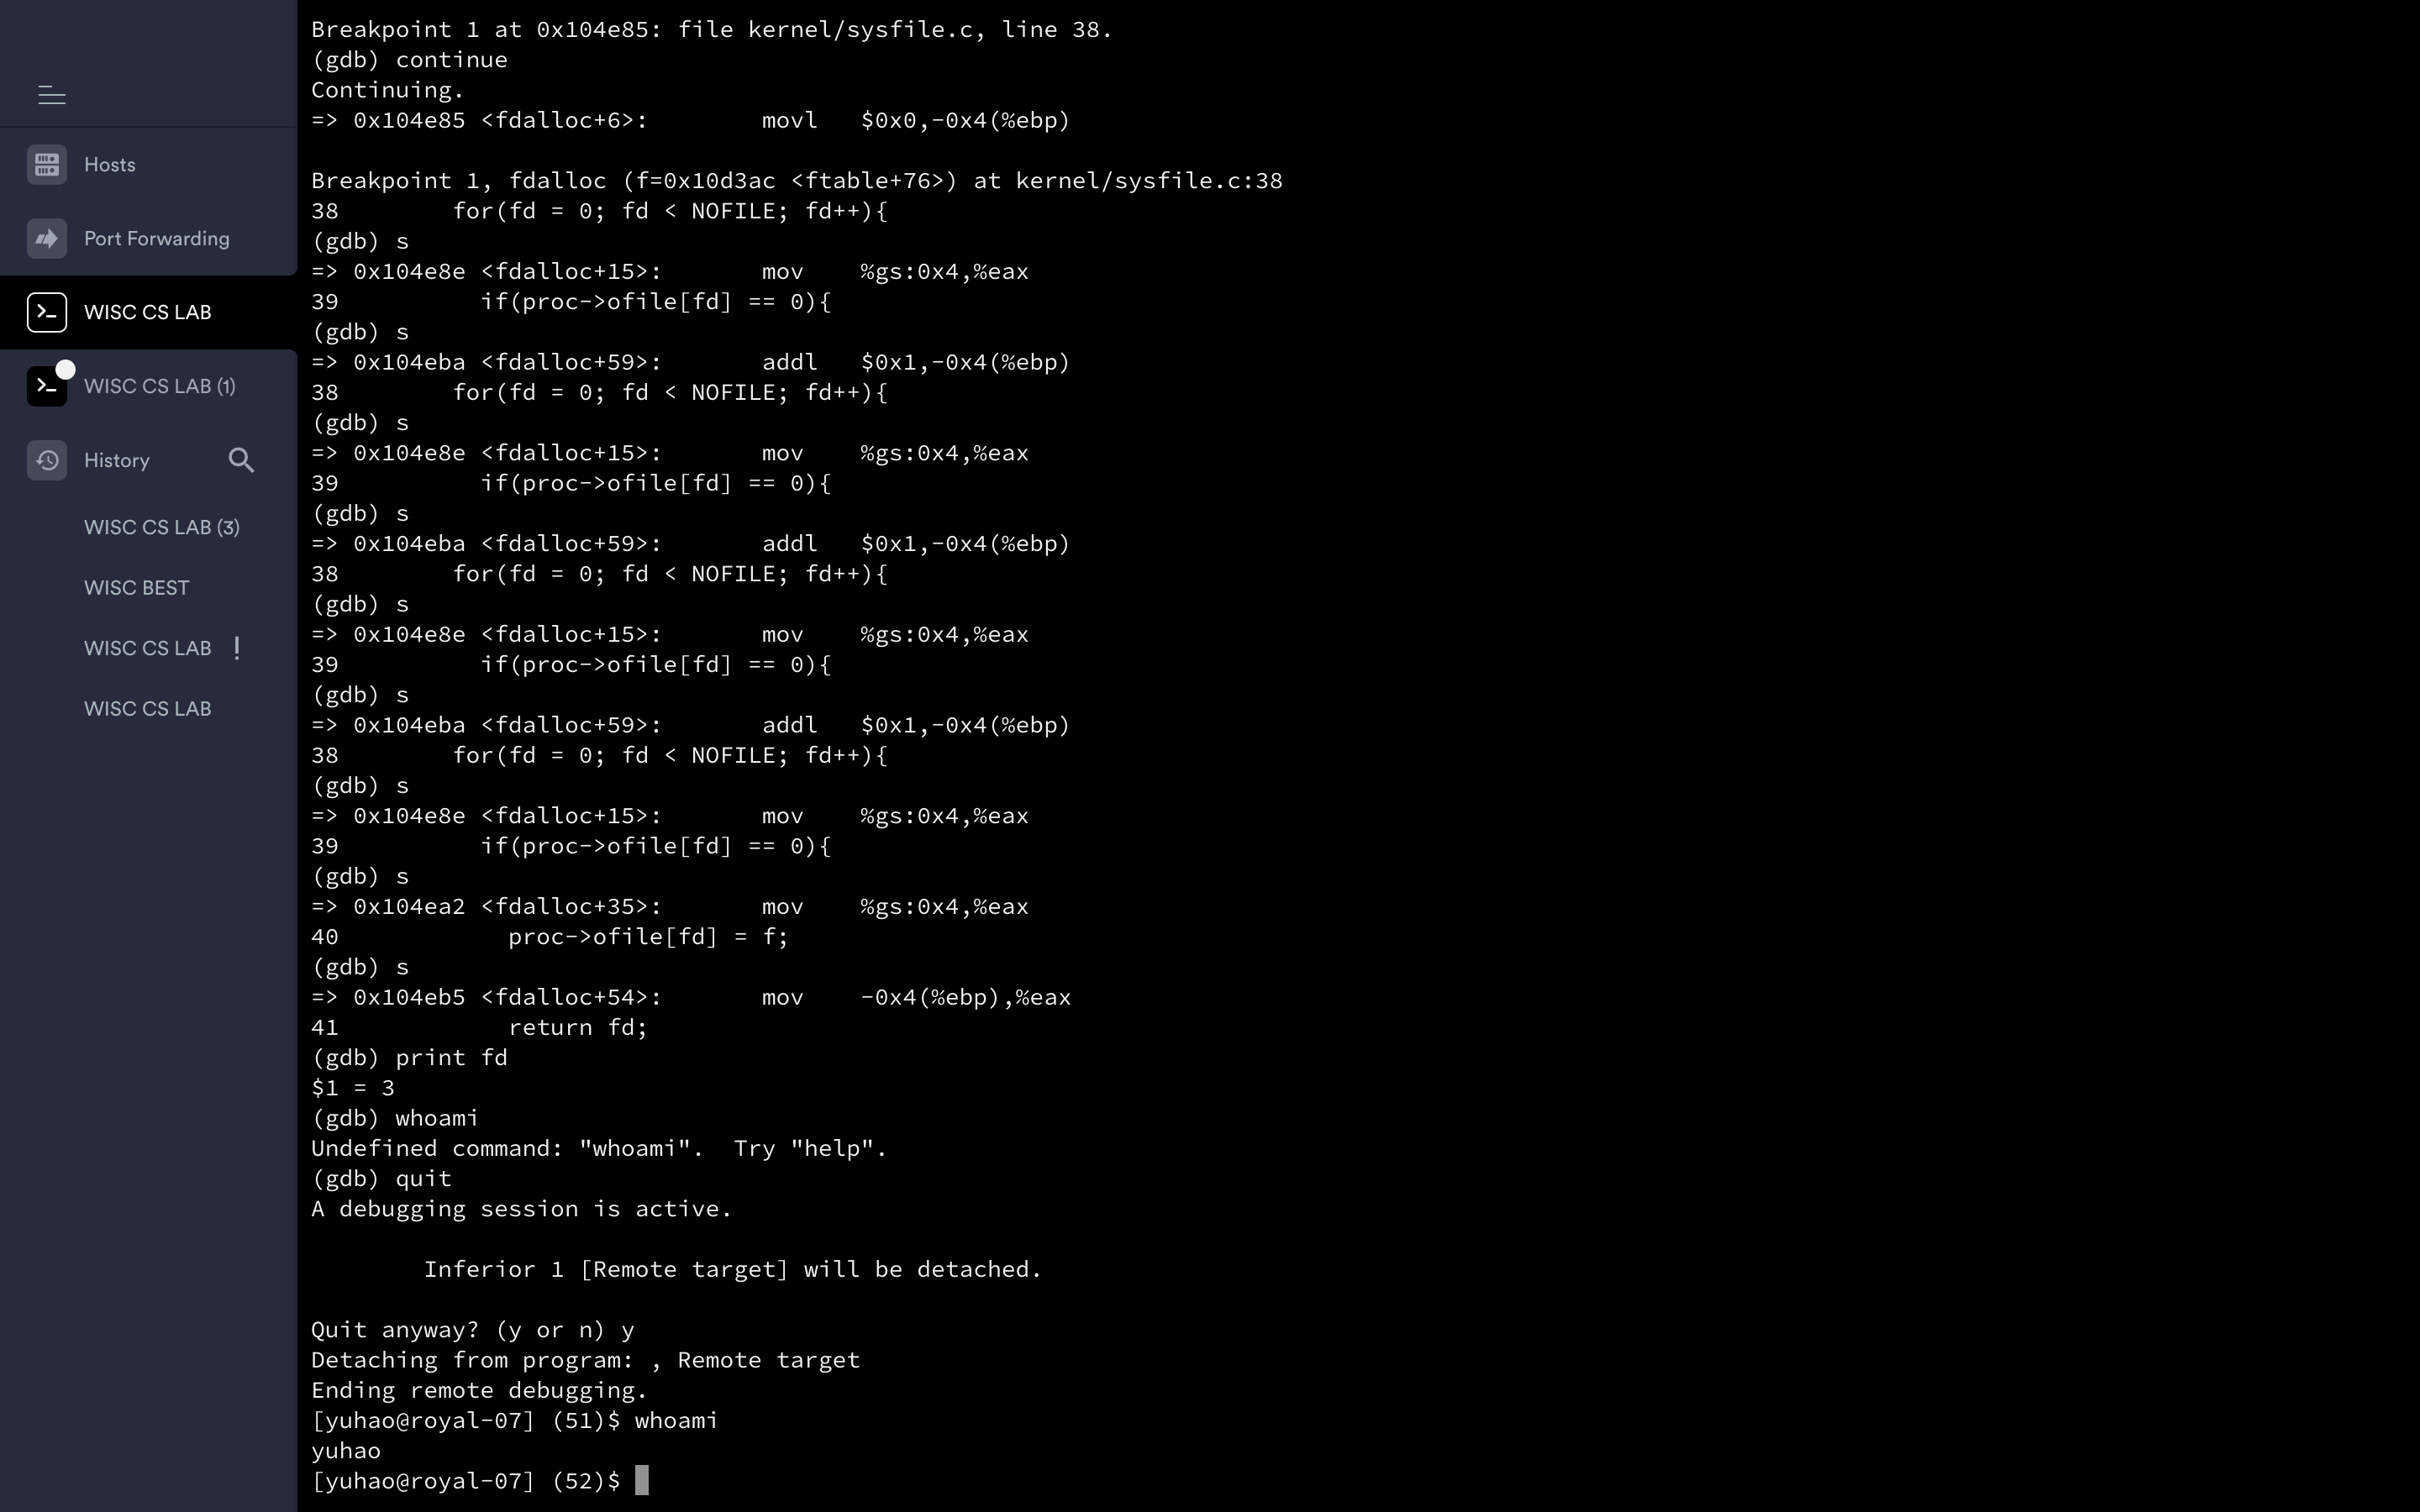 Hosts
Port Forwarding
WISC CS LAB
WISC CS LAB (1)
History
WISC CS LAB (3)
WISC BEST
WISC CS LAB !
WISC CS LAB
Breakpoint 1 at 0x104e85: file kernel/sysfile.c, line 38.
(gdb) continue
Continuing.
=> 0x104e85 <fdalloc+6>:        movl   $0x0,-0x4(%ebp)
Breakpoint 1, fdalloc (f=0x10d3ac <ftable+76>) at kernel/sysfile.c:38
38        for(fd = 0; fd < NOFILE; fd++){
(gdb) s
=> 0x104e8e <fdalloc+15>:       mov    %gs:0x4,%eax
39          if(proc->ofile[fd] == 0){
(gdb) s
=> 0x104eba <fdalloc+59>:       addl   $0x1,-0x4(%ebp)
38        for(fd = 0; fd < NOFILE; fd++){
(gdb) s
=> 0x104e8e <fdalloc+15>:       mov    %gs:0x4,%eax
39          if(proc->ofile[fd] == 0){
(gdb) s
=> 0x104eba <fdalloc+59>:       addl   $0x1,-0x4(%ebp)
38        for(fd = 0; fd < NOFILE; fd++){
(gdb) s
=> 0x104e8e <fdalloc+15>:       mov    %gs:0x4,%eax
39          if(proc->ofile[fd] == 0){
(gdb) s
=> 0x104eba <fdalloc+59>:       addl   $0x1,-0x4(%ebp)
38        for(fd = 0; fd < NOFILE; fd++){
(gdb) s
=> 0x104e8e <fdalloc+15>:       mov    %gs:0x4,%eax
39          if(proc->ofile[fd] == 0){
(gdb) s
=> 0x104ea2 <fdalloc+35>:       mov    %gs:0x4,%eax
40            proc->ofile[fd] = f;
(gdb) s
=> 0x104eb5 <fdalloc+54>:       mov    -0x4(%ebp),%eax
41            return fd;
(gdb) print fd
$1 = 3
(gdb) whoami
Undefined command: "whoami".  Try "help".
(gdb) quit
A debugging session is active.
Inferior 1 [Remote target] will be detached.
Quit anyway? (y or n) y
Detaching from program: , Remote target
Ending remote debugging.
[yuhao@royal-07] (51)$ whoami
yuhao
[yuhao@royal-07] (52)$